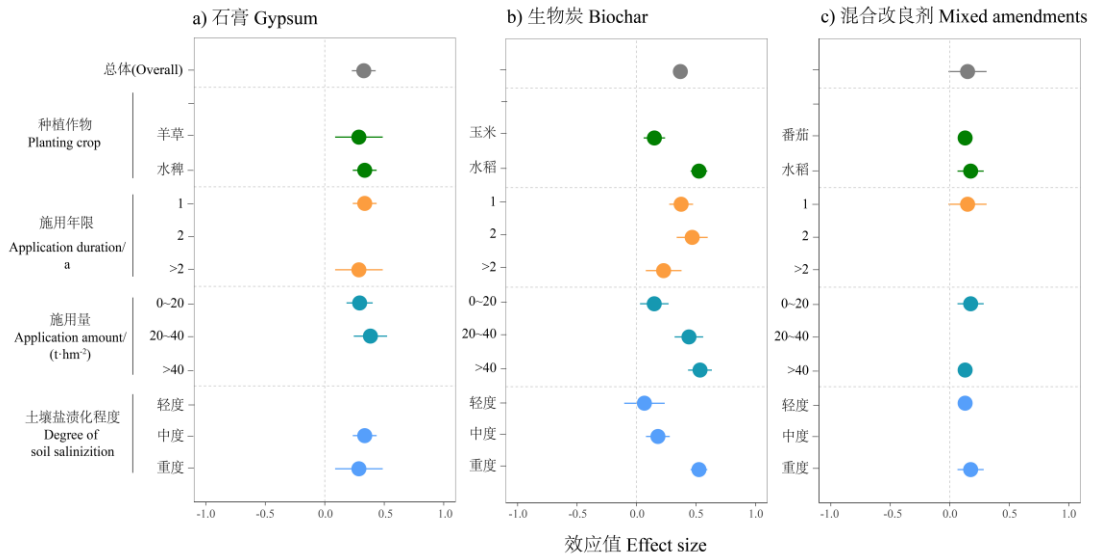 a) 石膏 Gypsum
b) 生物炭 Biochar
c) 混合改良剂 Mixed amendments
总体(Overall)
种植作物
Planting crop
羊草
水稗
玉米
水稻
番茄
水稻
施用年限
Application duration/
a
1
2
>2
1
2
>2
1
2
>2
施用量
Application amount/
(t·hm⁻²)
0~20
20~40
>40
0~20
20~40
>40
0~20
20~40
>40
土壤盐渍化程度
Degree of
soil salinizition
轻度
中度
重度
轻度
中度
重度
轻度
中度
重度
-1.0 -0.5 0.0 0.5 1.0
-1.0 -0.5 0.0 0.5 1.0
-1.0 -0.5 0.0 0.5 1.0
效应值 Effect size